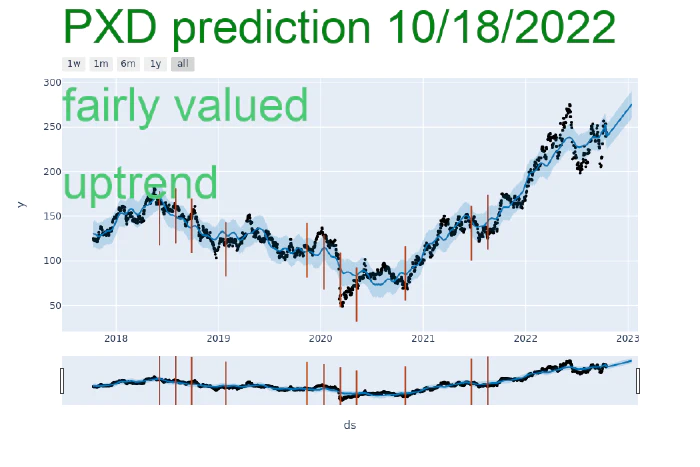 PXD prediction 10/18/2022
1w 1m 6m 1y all
300
fairly valued
250
200
uptrend
y
150
100
50
2018 2019 2020 2021 2022 2023
ds